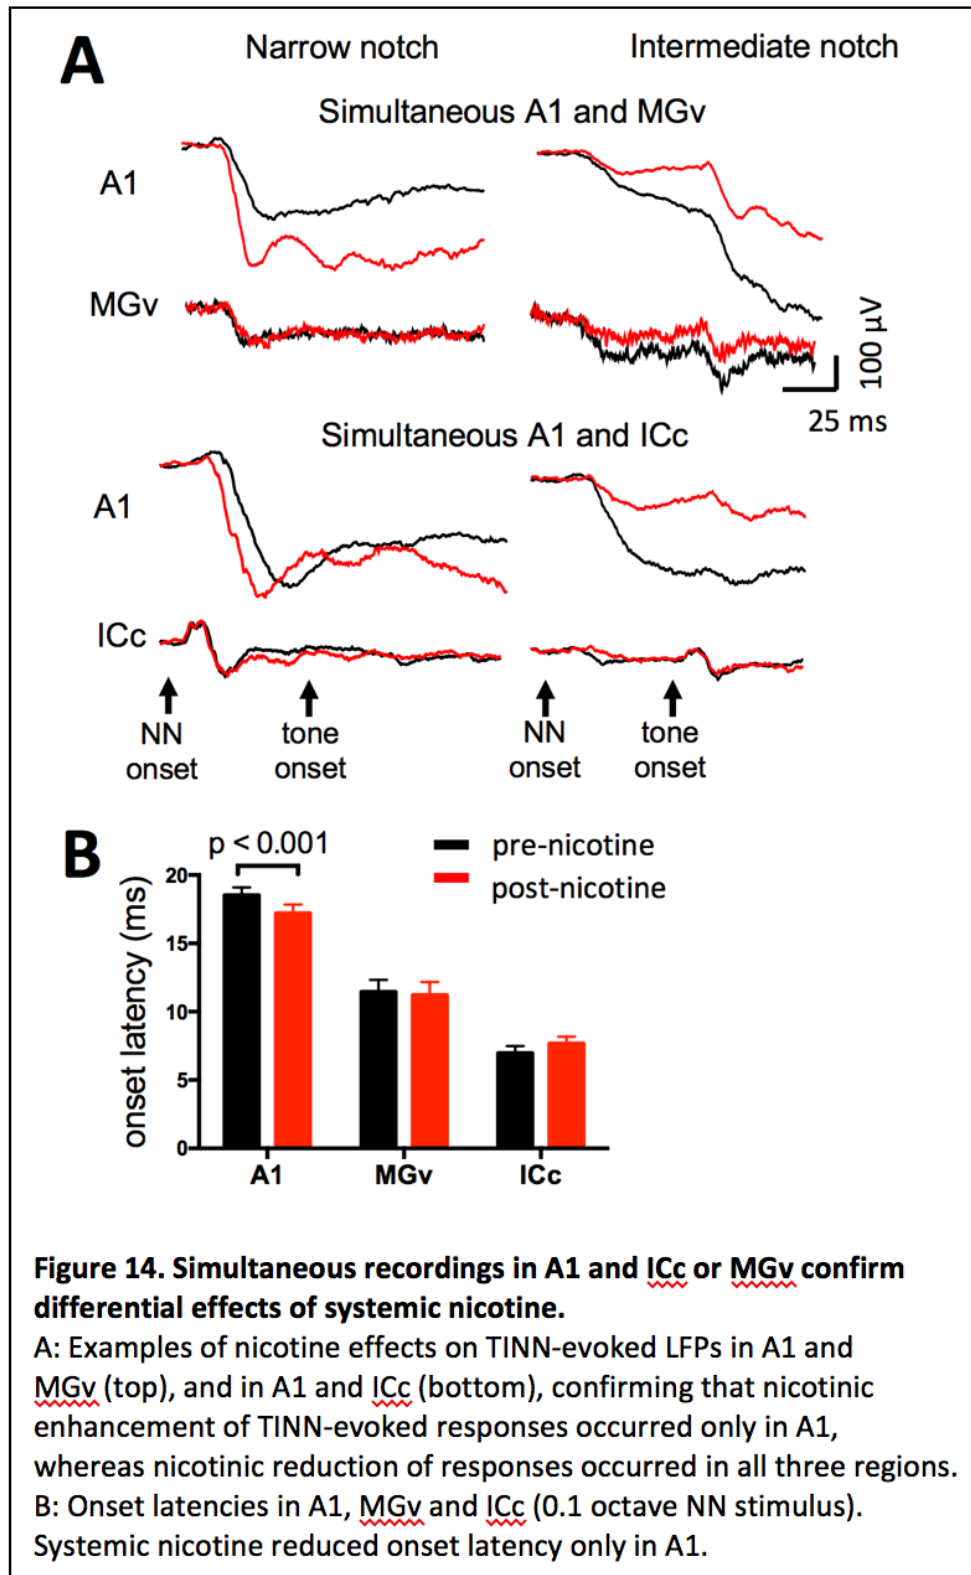 A
Narrow notch
Intermediate notch
Simultaneous A1 and MGv
A1
MGv
100 µV
25 ms
Simultaneous A1 and ICc
A1
ICc
NN
onset
tone
onset
NN
onset
tone
onset
B
p < 0.001
pre-nicotine
post-nicotine
onset latency (ms)
20
15
10
5
0
A1
MGv
ICc
Figure 14. Simultaneous recordings in A1 and ICc or MGv confirm
differential effects of systemic nicotine.
A: Examples of nicotine effects on TINN-evoked LFPs in A1 and
MGv (top), and in A1 and ICc (bottom), confirming that nicotinic
enhancement of TINN-evoked responses occurred only in A1,
whereas nicotinic reduction of responses occurred in all three regions.
B: Onset latencies in A1, MGv and ICc (0.1 octave NN stimulus).
Systemic nicotine reduced onset latency only in A1.